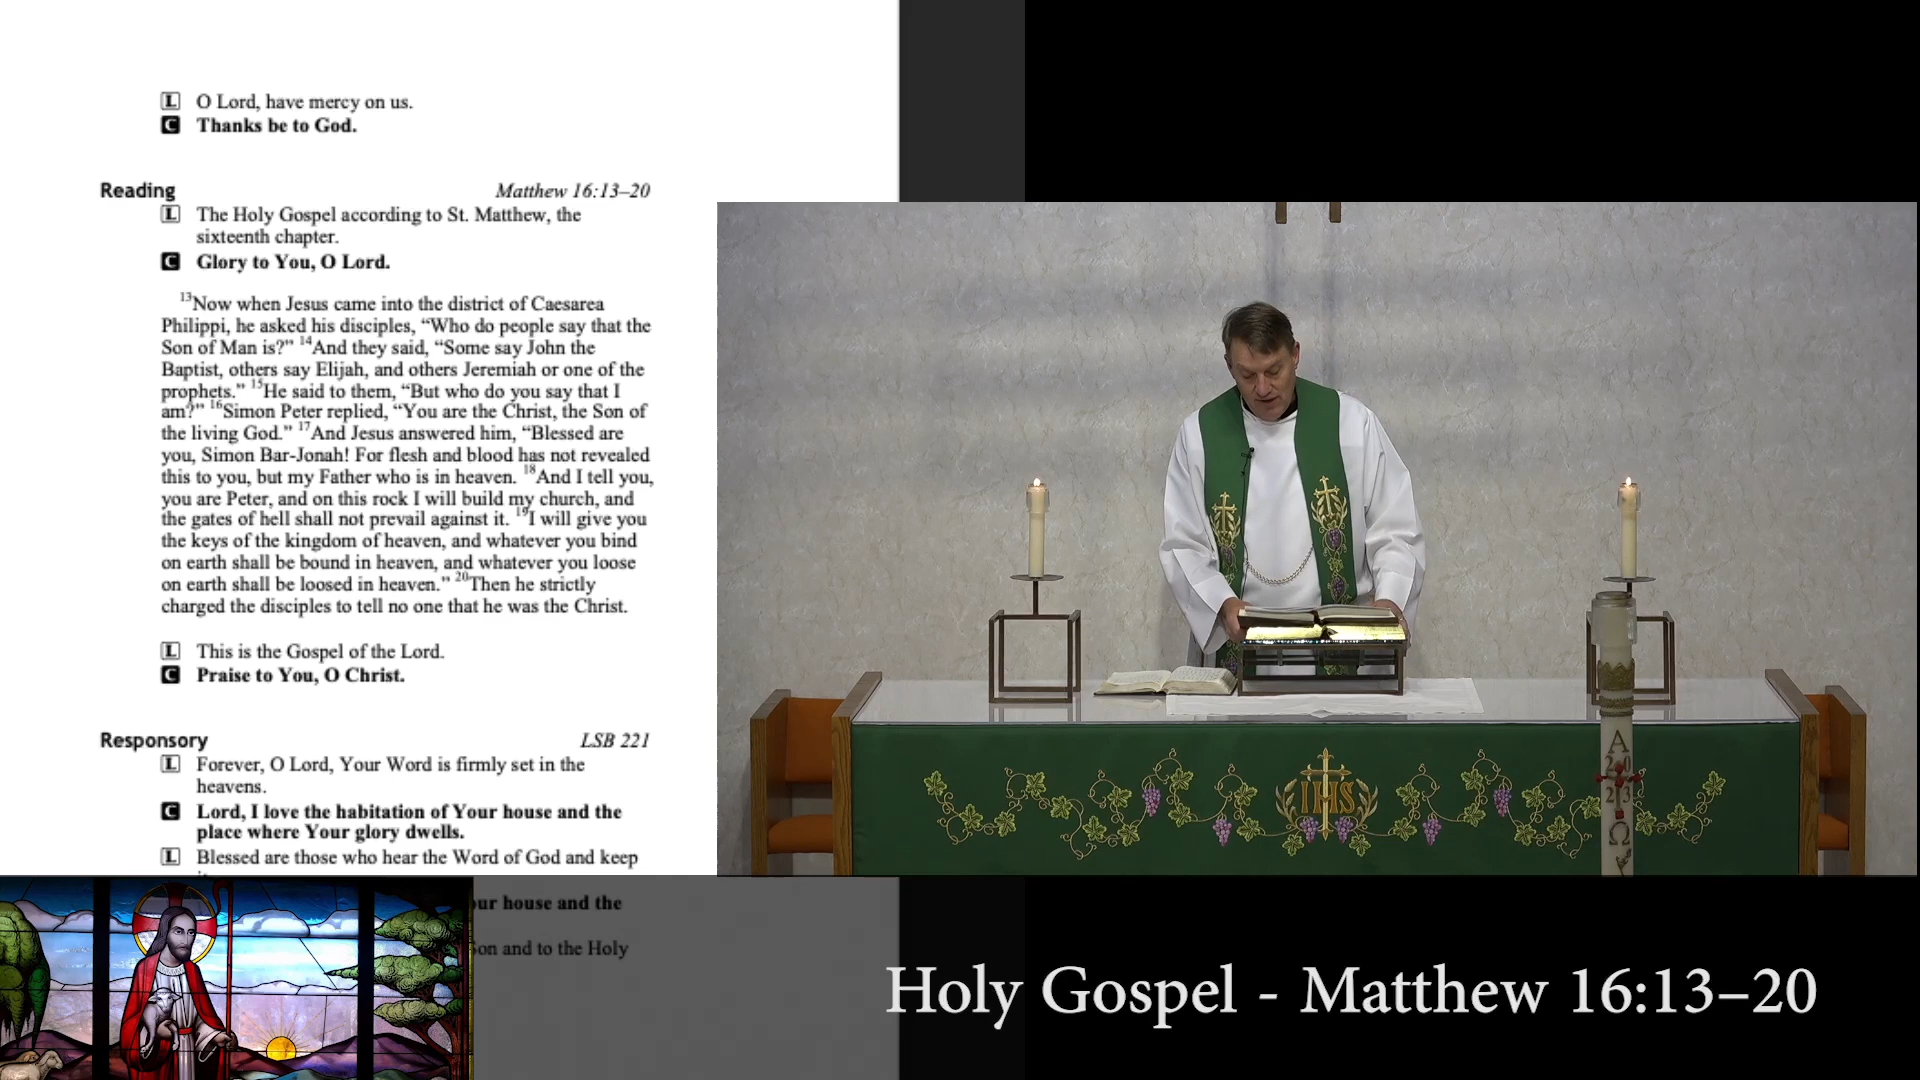 L O Lord, have mercy on us.
C Thanks be to God.
Reading Matthew 16:13–20
L The Holy Gospel according to St. Matthew, the
sixteenth chapter.
C Glory to You, O Lord.
13Now when Jesus came into the district of Caesarea
Philippi, he asked his disciples, “Who do people say that the
Son of Man is?” 14And they said, “Some say John the
Baptist, others say Elijah, and others Jeremiah or one of the
prophets.” 15He said to them, “But who do you say that I
am?” 16Simon Peter replied, “You are the Christ, the Son of
the living God.” 17And Jesus answered him, “Blessed are
you, Simon Bar-Jonah! For flesh and blood has not revealed
this to you, but my Father who is in heaven. 18And I tell you,
you are Peter, and on this rock I will build my church, and
the gates of hell shall not prevail against it. 19I will give you
the keys of the kingdom of heaven, and whatever you bind
on earth shall be bound in heaven, and whatever you loose
on earth shall be loosed in heaven.” 20Then he strictly
charged the disciples to tell no one that he was the Christ.
L This is the Gospel of the Lord.
C Praise to You, O Christ.
Responsory LSB 221
L Forever, O Lord, Your Word is firmly set in the
heavens.
C Lord, I love the habitation of Your house and the
place where Your glory dwells.
L Blessed are those who hear the Word of God and keep
house and the
and to the Holy
IHS
A
Ω
Holy Gospel - Matthew 16:13–20